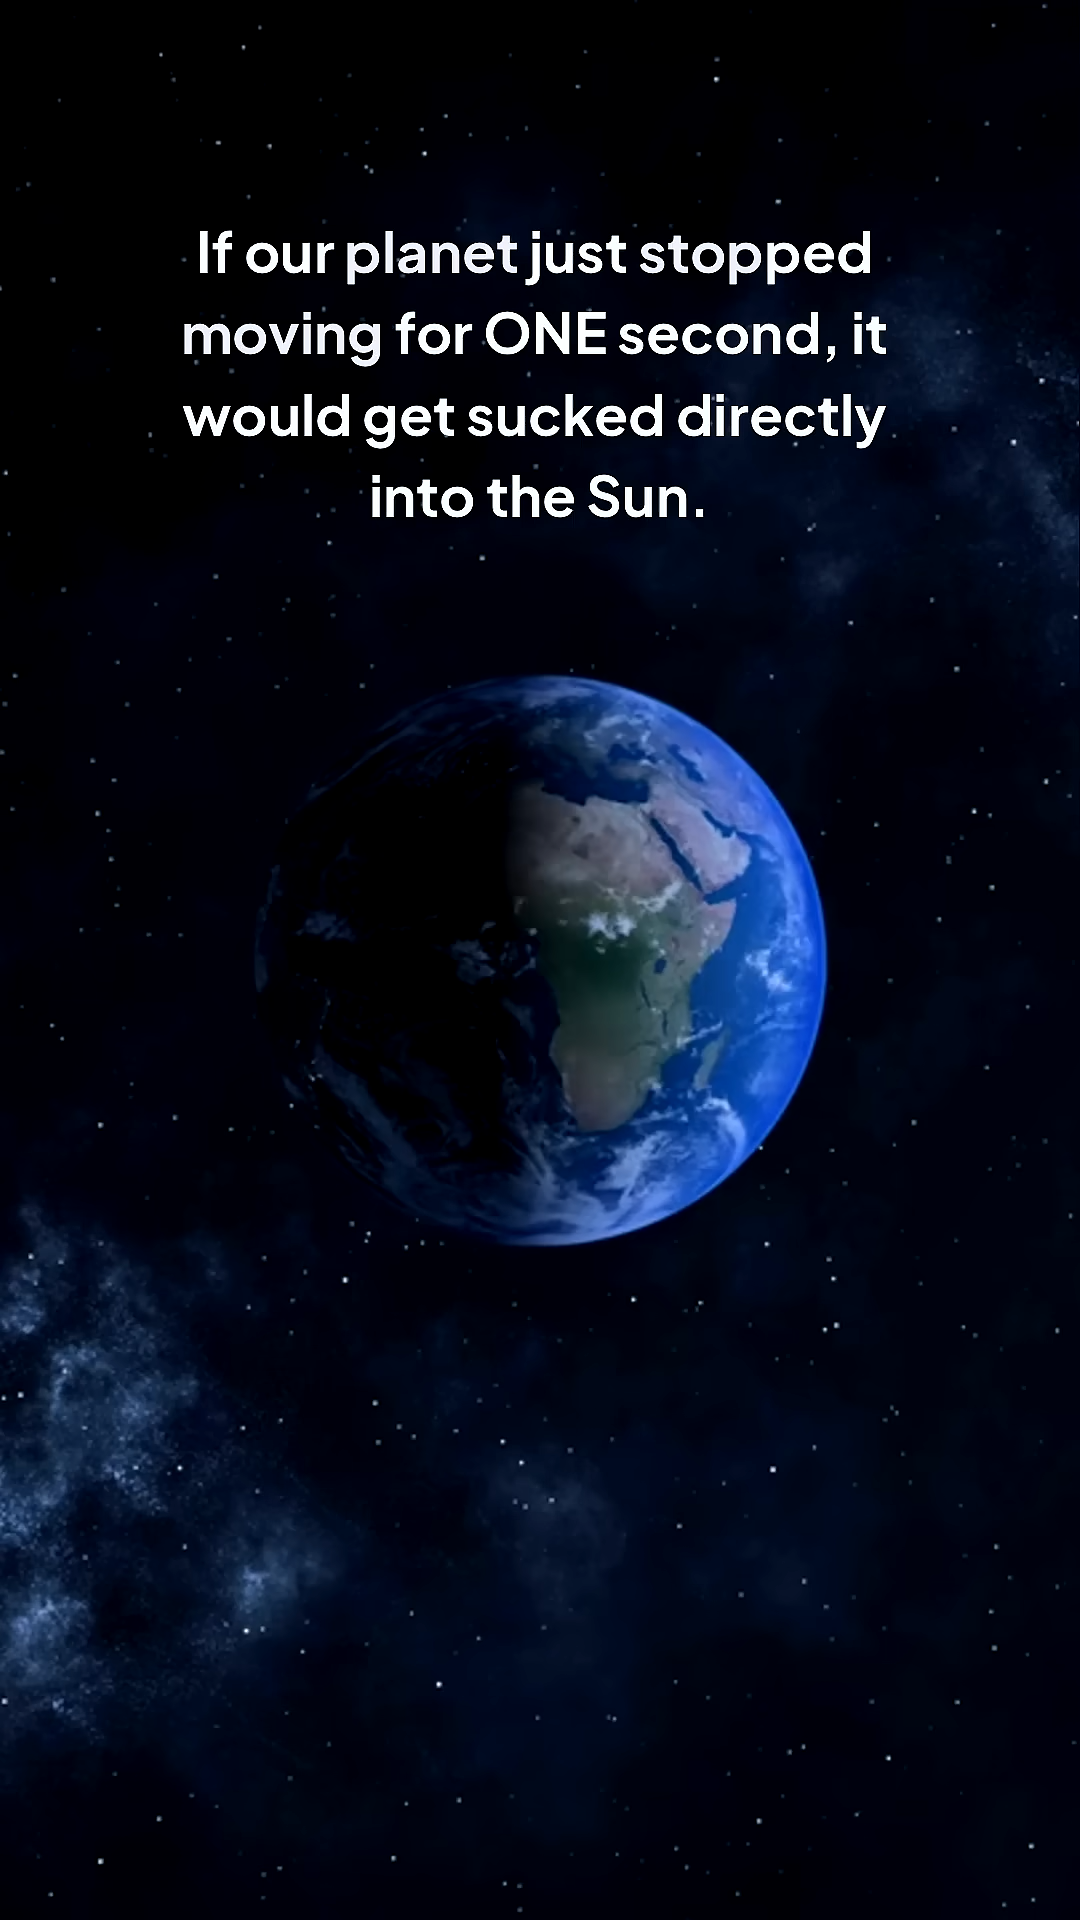 If our planet just stopped
moving for ONE second, it
would get sucked directly
into the Sun.